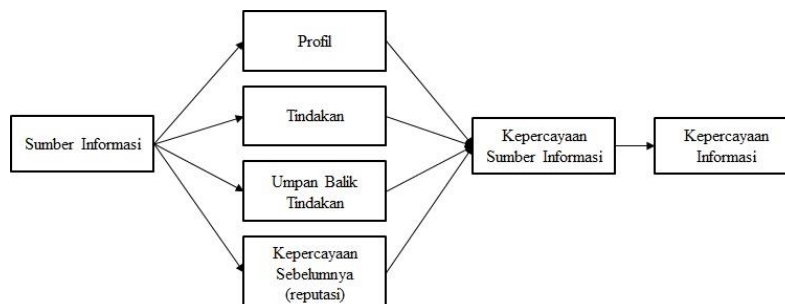 Sumber Informasi
Profil
Tindakan
Umpan Balik
Tindakan
Kepercayaan
Sebelumnya
(reputasi)
Kepercayaan
Sumber Informasi
Kepercayaan
Informasi